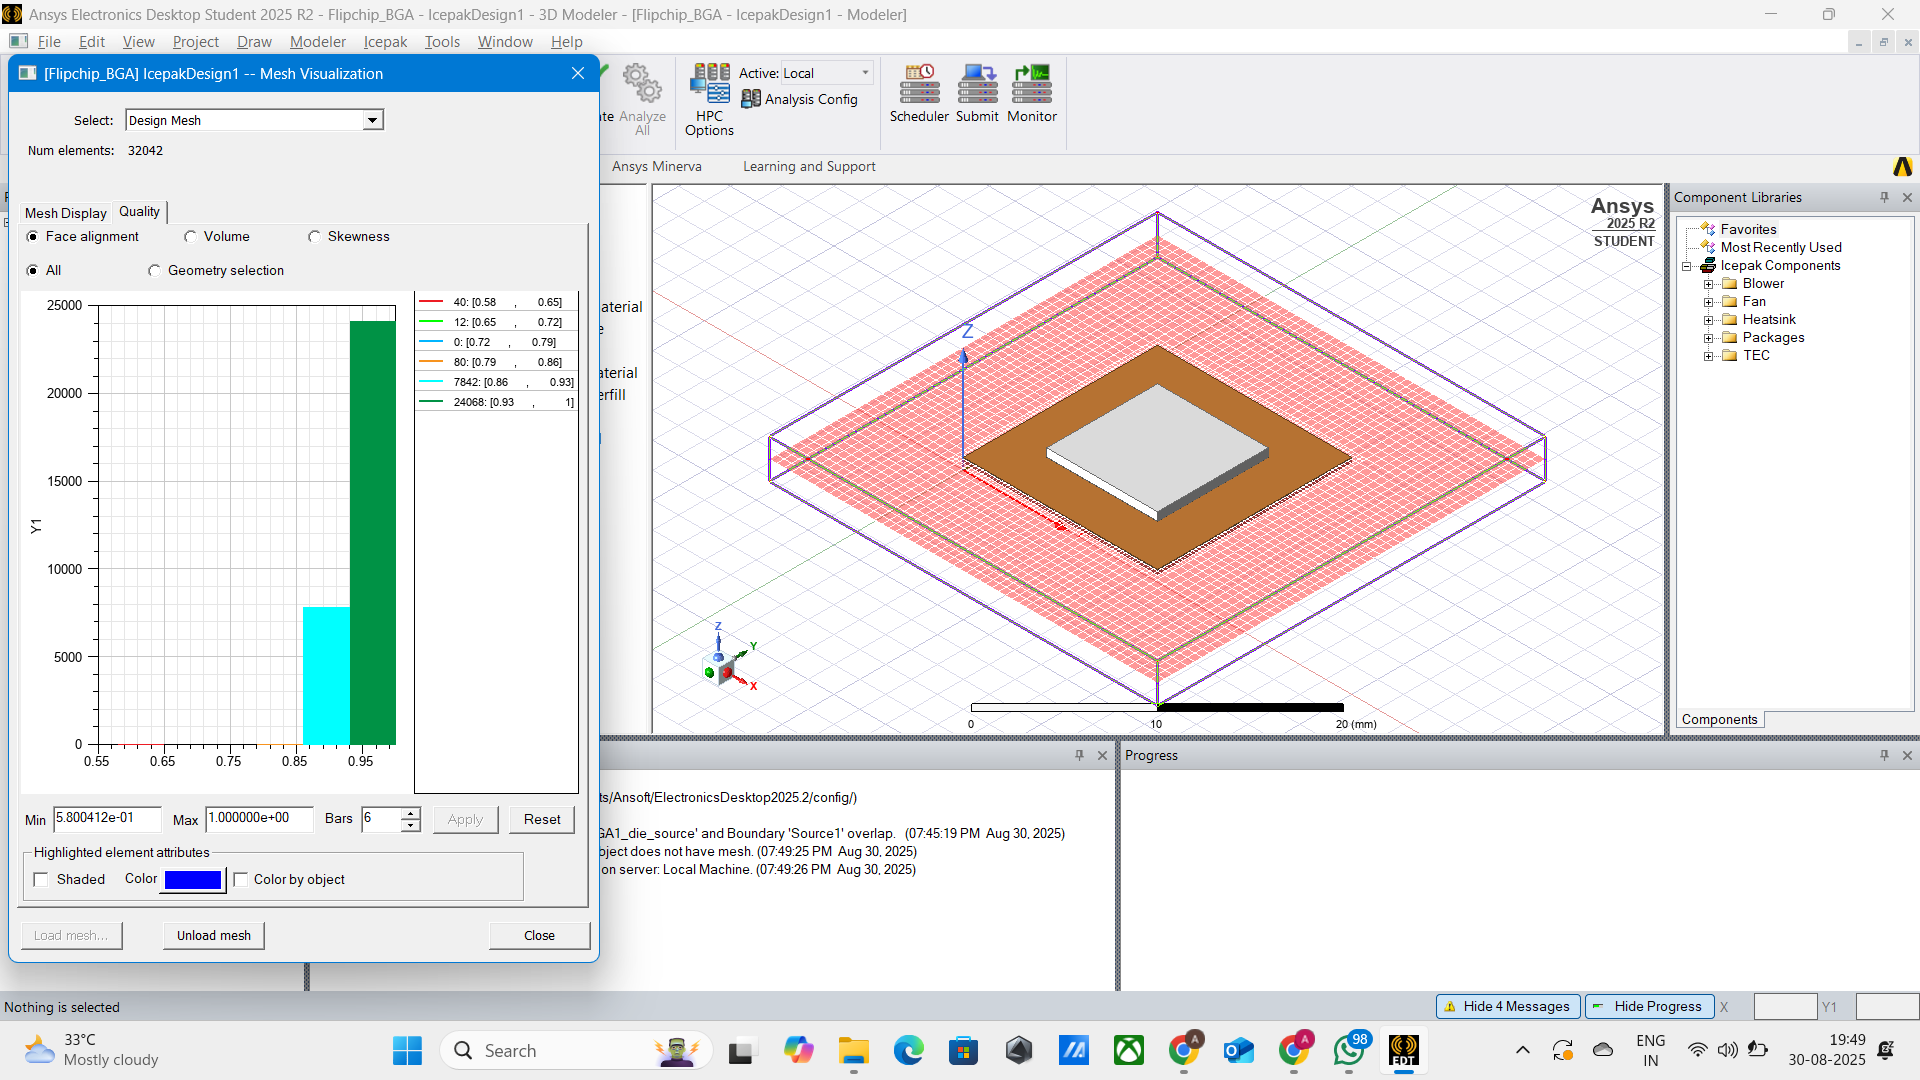 Ansys Electronics Desktop Student 2025 R2 - Flipchip_BGA - IcepakDesign1 - 3D Modeler - [Flipchip_BGA - IcepakDesign1 - Modeler]
File Edit View Project Draw Modeler Icepak Tools Window Help
[Flipchip_BGA] IcepakDesign1 -- Mesh Visualization
Select: Design Mesh
Num elements: 32042
Mesh Display Quality
Face alignment Volume Skewness
All Geometry selection
25000
20000
15000
10000
5000
0
Y1
0.55 0.65 0.75 0.85 0.95
40: [0.58 , 0.65]
12: [0.65 , 0.72]
0: [0.72 , 0.79]
80: [0.79 , 0.86]
7842: [0.86 , 0.93]
24068: [0.93 , 1]
Min 5.800412e-01 Max 1.000000e+00 Bars 6 Apply Reset
Highlighted element attributes
Shaded Color Color by object
Load mesh... Unload mesh Close
te Analyze All
HPC Options
Active: Local
Analysis Config
Scheduler Submit Monitor
Ansys Minerva Learning and Support
aterial
e
aterial
erfill
Ansys
2025 R2
STUDENT
Z
Z
Y
X
0 10 20 (mm)
Component Libraries
Favorites
Most Recently Used
Icepak Components
Blower
Fan
Heatsink
Packages
TEC
Components
ts/Ansoft/ElectronicsDesktop2025.2/config/)
GA1_die_source' and Boundary 'Source1' overlap. (07:45:19 PM Aug 30, 2025)
bject does not have mesh. (07:49:25 PM Aug 30, 2025)
on server: Local Machine. (07:49:26 PM Aug 30, 2025)
Progress
Nothing is selected
Hide 4 Messages Hide Progress X Y1
33°C
Mostly cloudy
Search
A
A
98
EDT
ENG
IN
19:49
30-08-2025